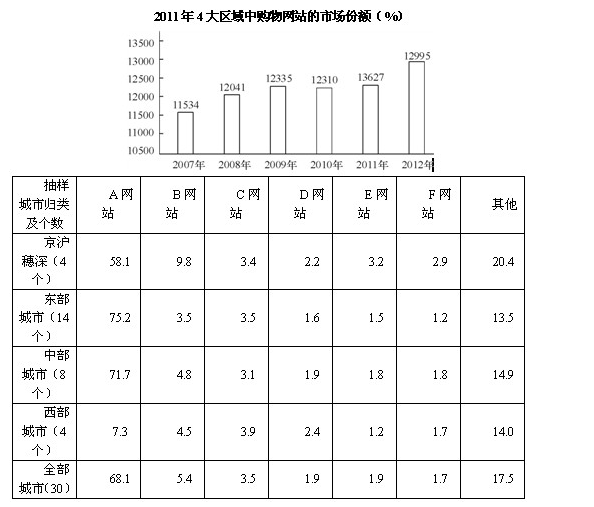 2011年4大区域中购物网站的市场份额（%）
13500
13000
12500
12000
11500
11000
10500
11534
12041
12335
12310
13627
12995
2007年 2008年 2009年 2010年 2011年 2012年
抽样城市归类及个数 A网站 B网站 C网站 D网站 E网站 F网站 其他
京沪穗深（4个） 58.1 9.8 3.4 2.2 3.2 2.9 20.4
东部城市（14个） 75.2 3.5 3.5 1.6 1.5 1.2 13.5
中部城市（8个） 71.7 4.8 3.1 1.9 1.8 1.8 14.9
西部城市（4个） 7.3 4.5 3.9 2.4 1.2 1.7 14.0
全部城市（30） 68.1 5.4 3.5 1.9 1.9 1.7 17.5